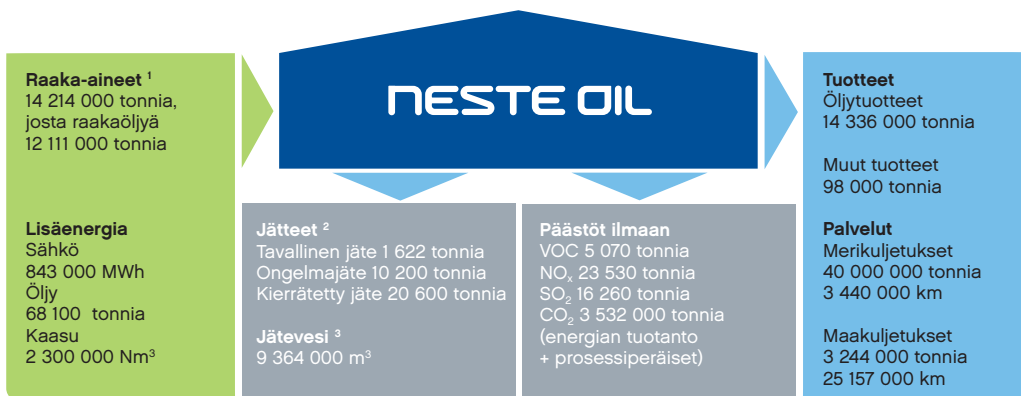 NESTE OIL
Raaka-aineet ¹
14 214 000 tonnia,
josta raakaöljyä
12 111 000 tonnia
Lisäenergia
Sähkö
843 000 MWh
Öljy
68 100 tonnia
Kaasu
2 300 000 Nm³
Jätteet ²
Tavallinen jäte 1 622 tonnia
Ongelmajäte 10 200 tonnia
Kierrätetty jäte 20 600 tonnia
Jätevesi ³
9 364 000 m³
Päästöt ilmaan
VOC 5 070 tonnia
NOₓ 23 530 tonnia
SO₂ 16 260 tonnia
CO₂ 3 532 000 tonnia
(energian tuotanto
+ prosessiperäiset)
Tuotteet
Öljytuotteet
14 336 000 tonnia
Muut tuotteet
98 000 tonnia
Palvelut
Merikuljetukset
40 000 000 tonnia
3 440 000 km
Maakuljetukset
3 244 000 tonnia
25 157 000 km